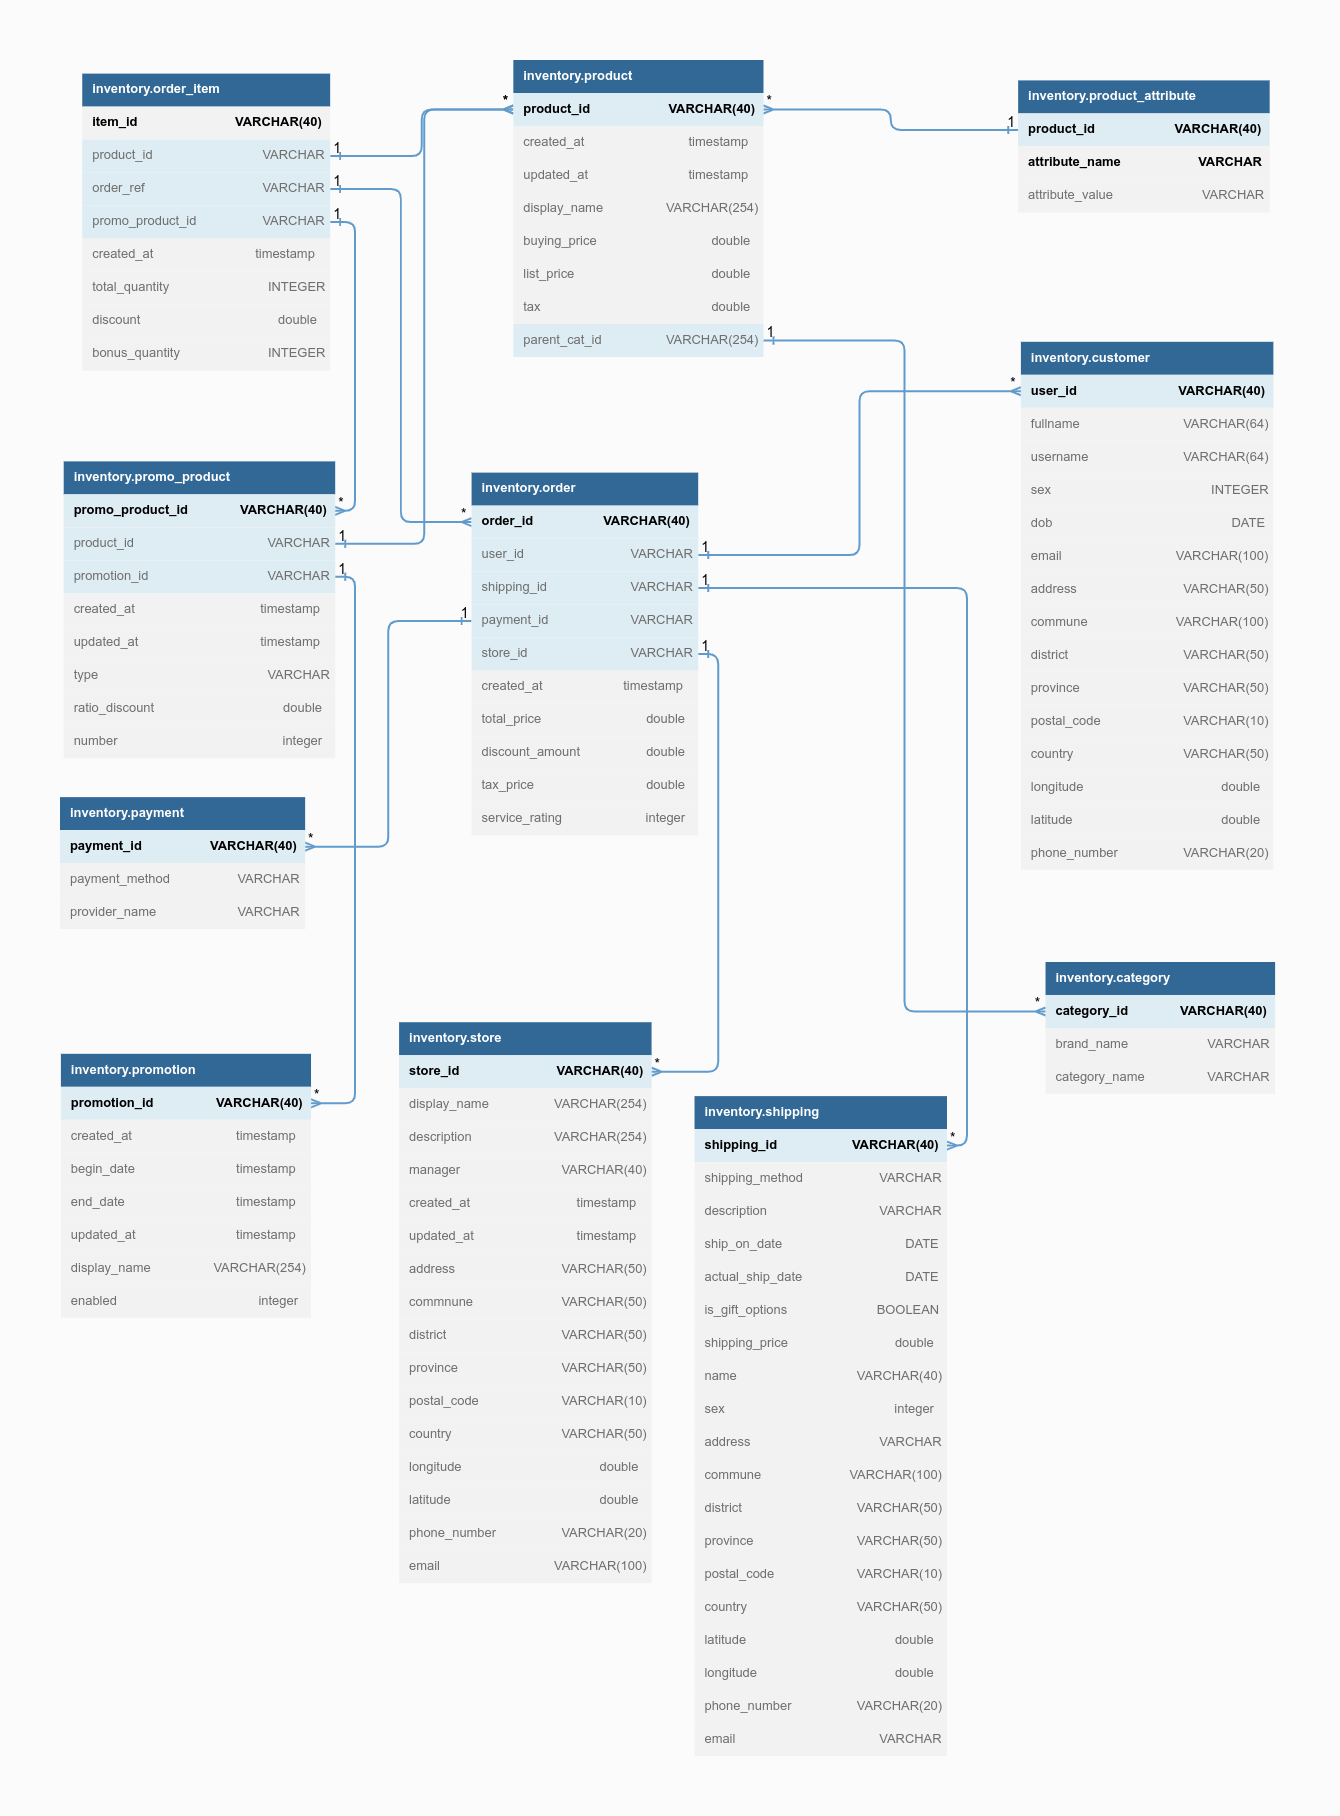 inventory.order_item
item_id VARCHAR(40)
product_id VARCHAR 1
order_ref VARCHAR 1
promo_product_id VARCHAR 1
created_at timestamp
total_quantity INTEGER
discount double
bonus_quantity INTEGER
inventory.product
* product_id VARCHAR(40) *
created_at timestamp
updated_at timestamp
display_name VARCHAR(254)
buying_price double
list_price double
tax double
parent_cat_id VARCHAR(254) 1
inventory.product_attribute
1 product_id VARCHAR(40)
attribute_name VARCHAR
attribute_value VARCHAR
inventory.customer
* user_id VARCHAR(40)
fullname VARCHAR(64)
username VARCHAR(64)
sex INTEGER
dob DATE
email VARCHAR(100)
address VARCHAR(50)
commune VARCHAR(100)
district VARCHAR(50)
province VARCHAR(50)
postal_code VARCHAR(10)
country VARCHAR(50)
longitude double
latitude double
phone_number VARCHAR(20)
inventory.promo_product
promo_product_id VARCHAR(40) *
product_id VARCHAR 1
promotion_id VARCHAR 1
created_at timestamp
updated_at timestamp
type VARCHAR
ratio_discount double
number integer
inventory.order
* order_id VARCHAR(40)
user_id VARCHAR 1
shipping_id VARCHAR 1
1 payment_id VARCHAR
store_id VARCHAR 1
created_at timestamp
total_price double
discount_amount double
tax_price double
service_rating integer
inventory.payment
payment_id VARCHAR(40) *
payment_method VARCHAR
provider_name VARCHAR
inventory.category
* category_id VARCHAR(40)
brand_name VARCHAR
category_name VARCHAR
inventory.promotion
promotion_id VARCHAR(40) *
created_at timestamp
begin_date timestamp
end_date timestamp
updated_at timestamp
display_name VARCHAR(254)
enabled integer
inventory.store
store_id VARCHAR(40) *
display_name VARCHAR(254)
description VARCHAR(254)
manager VARCHAR(40)
created_at timestamp
updated_at timestamp
address VARCHAR(50)
commnune VARCHAR(50)
district VARCHAR(50)
province VARCHAR(50)
postal_code VARCHAR(10)
country VARCHAR(50)
longitude double
latitude double
phone_number VARCHAR(20)
email VARCHAR(100)
inventory.shipping
shipping_id VARCHAR(40) *
shipping_method VARCHAR
description VARCHAR
ship_on_date DATE
actual_ship_date DATE
is_gift_options BOOLEAN
shipping_price double
name VARCHAR(40)
sex integer
address VARCHAR
commune VARCHAR(100)
district VARCHAR(50)
province VARCHAR(50)
postal_code VARCHAR(10)
country VARCHAR(50)
latitude double
longitude double
phone_number VARCHAR(20)
email VARCHAR